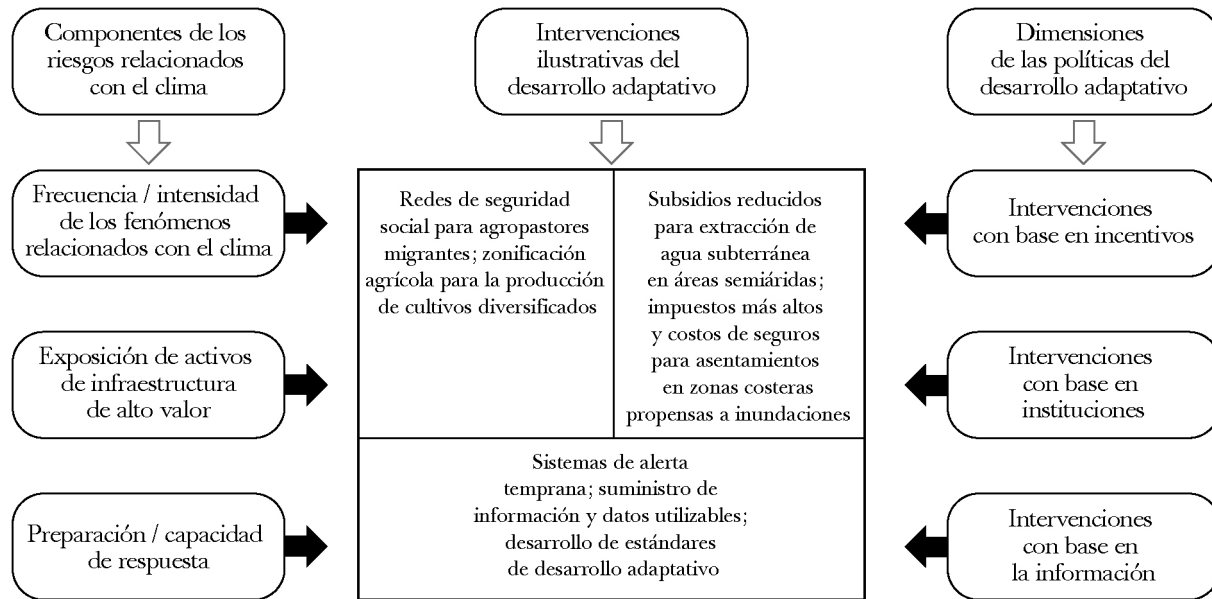 Componentes de los
riesgos relacionados
con el clima
Intervenciones
ilustrativas del
desarrollo adaptativo
Dimensiones
de las políticas del
desarrollo adaptativo
Frecuencia / intensidad
de los fenómenos
relacionados con el clima
Exposición de activos
de infraestructura
de alto valor
Preparación / capacidad
de respuesta
Redes de seguridad
social para agropastores
migrantes; zonificación
agrícola para la producción
de cultivos diversificados
Subsidios reducidos
para extracción de
agua subterránea
en áreas semiáridas;
impuestos más altos
y costos de seguros
para asentamientos
en zonas costeras
propensas a inundaciones
Sistemas de alerta
temprana; suministro de
información y datos utilizables;
desarrollo de estándares
de desarrollo adaptativo
Intervenciones
con base en incentivos
Intervenciones
con base en
instituciones
Intervenciones
con base en
la información